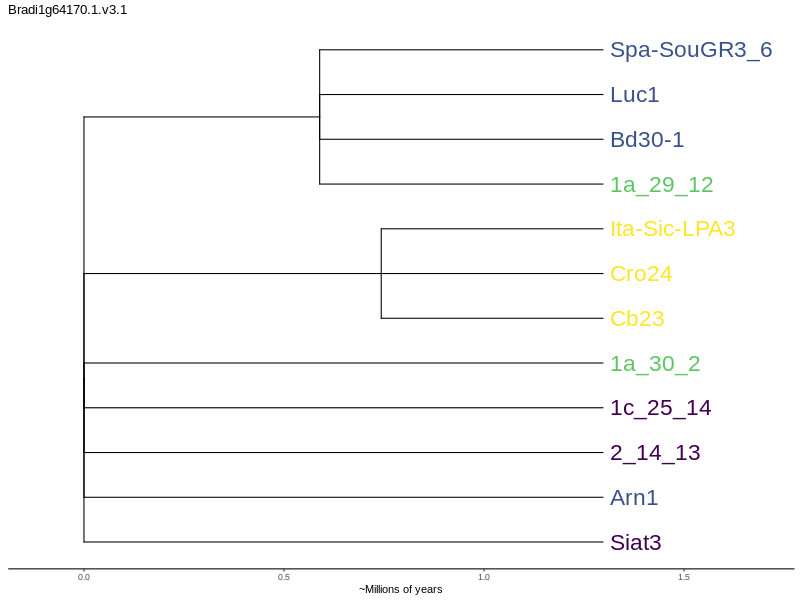 Bradi1g64170.1.v3.1
Spa-SouGR3_6
Luc1
Bd30-1
1a_29_12
Ita-Sic-LPA3
Cro24
Cb23
1a_30_2
1c_25_14
2_14_13
Arn1
Siat3
0.0 0.5 1.0 1.5
~Millions of years